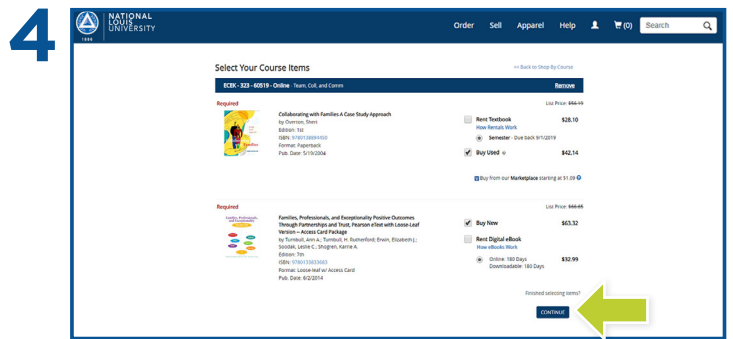 4
NATIONAL
LOUIS
UNIVERSITY
1886
Order Sell Apparel Help (0) Search
Select Your Course Items
<< Back to Shop By Course
ECEK - 323 - 60519 - Online - Team, Coll, and Comm Remove
Required
List Price: $56.19
Collaborating with Families A Case Study Approach
by Overton, Sheri
Edition: 1st
ISBN: 9780138894450
Format: Paperback
Pub. Date: 5/19/2004
Rent Textbook $28.10
How Rentals Work
Semester - Due back 9/1/2019
Buy Used $42.14
Buy from our Marketplace starting at $1.09
Required
List Price: $66.65
Families, Professionals, and Exceptionality Positive Outcomes
Through Partnerships and Trust, Pearson eText with Loose-Leaf
Version -- Access Card Package
by Turnbull, Ann A.; Turnbull, H. Rutherford; Erwin, Elizabeth J.;
Soodak, Leslie C.; Shogren, Karrie A.
Edition: 7th
ISBN: 9780133833683
Format: Loose-leaf w/ Access Card
Pub. Date: 6/2/2014
Buy New $63.32
Rent Digital eBook
How eBooks Work
Online: 180 Days $32.99
Downloadable: 180 Days
Finished selecting items?
CONTINUE